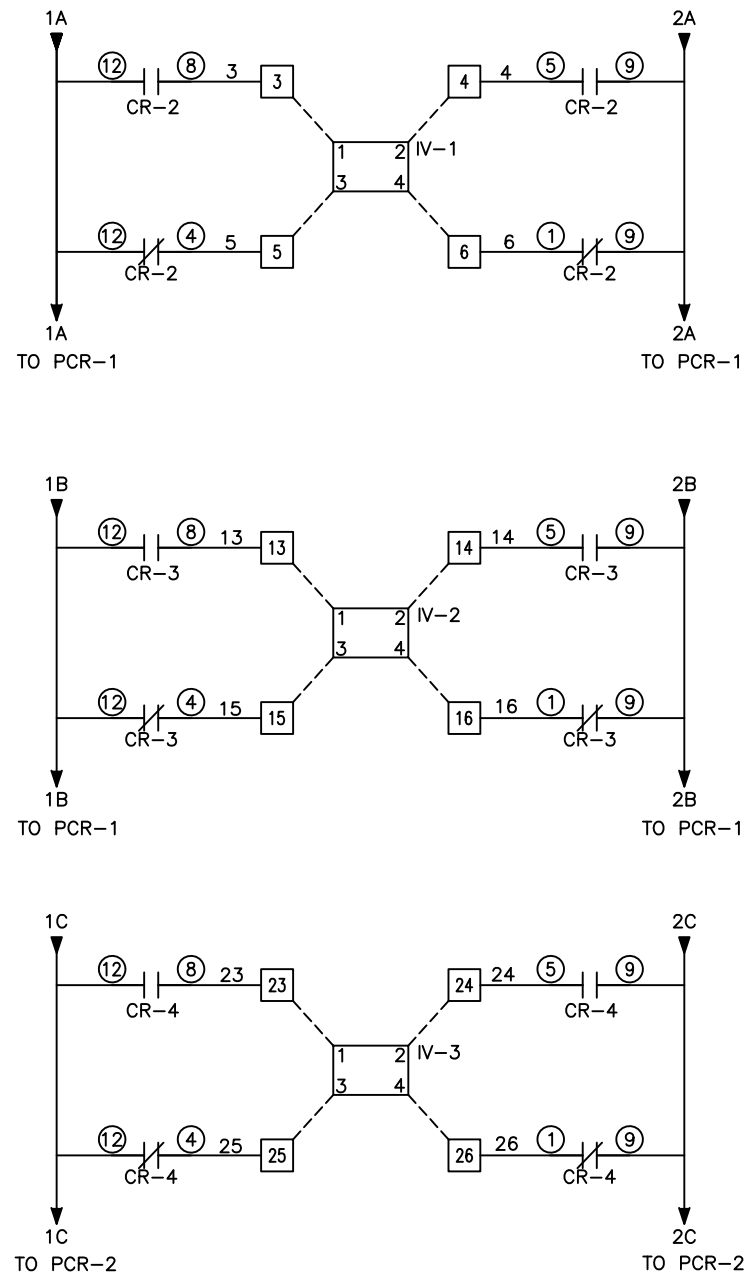 1A 2A
12 8 3 3 4 4 5 9
CR-2 CR-2
1 2 IV-1
3 4
12 4 5 5 6 6 1 9
CR-2 CR-2
1A 2A
TO PCR-1 TO PCR-1
1B 2B
12 8 13 13 14 14 5 9
CR-3 CR-3
1 2 IV-2
3 4
12 4 15 15 16 16 1 9
CR-3 CR-3
1B 2B
TO PCR-1 TO PCR-1
1C 2C
12 8 23 23 24 24 5 9
CR-4 CR-4
1 2 IV-3
3 4
12 4 25 25 26 26 1 9
CR-4 CR-4
1C 2C
TO PCR-2 TO PCR-2